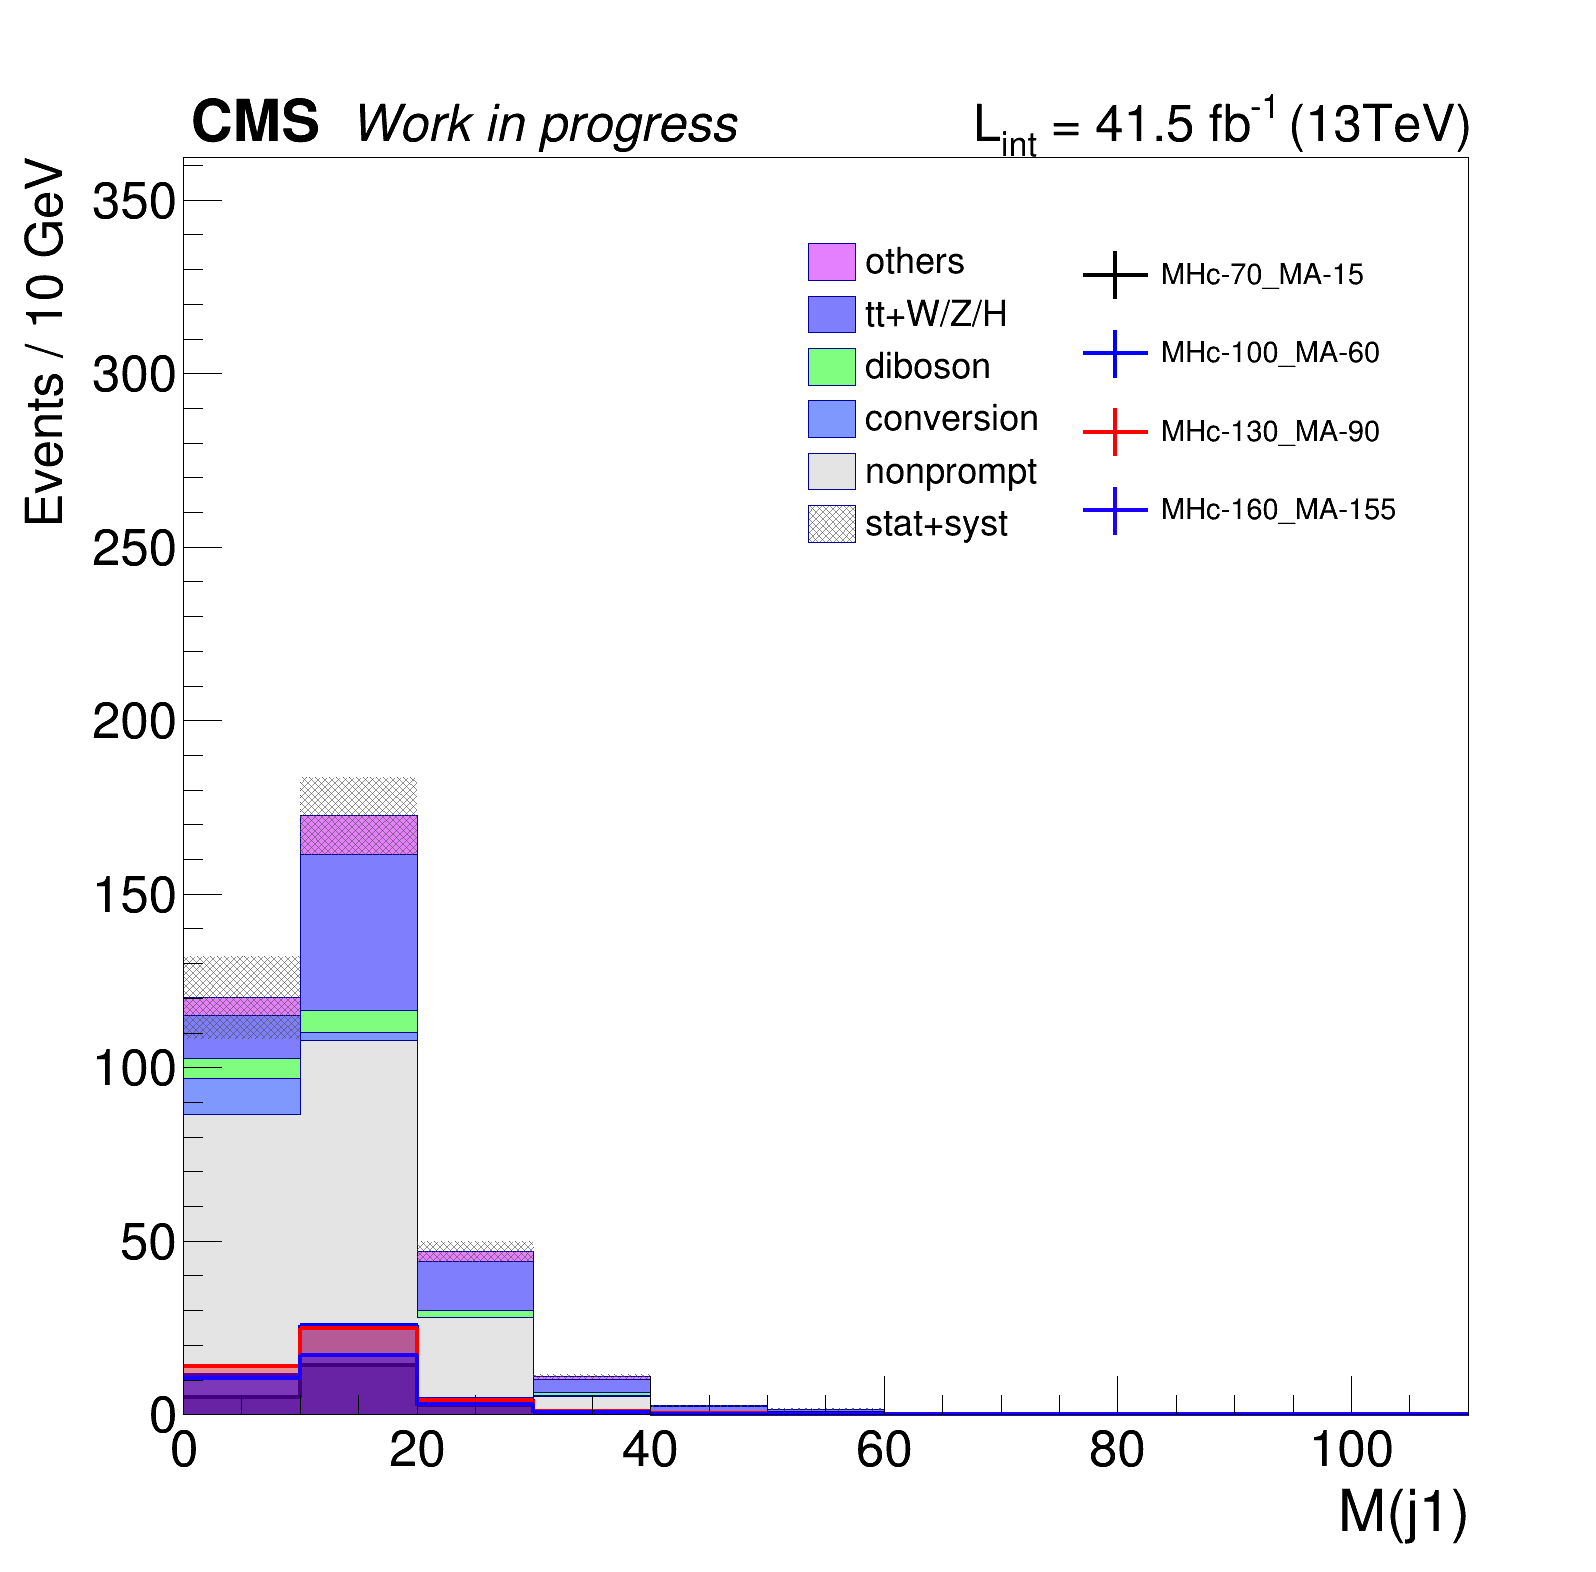 CMS Work in progress
L_int = 41.5 fb^-1 (13TeV)
Events / 10 GeV
350
300
250
200
150
100
50
0
others
tt+W/Z/H
diboson
conversion
nonprompt
stat+syst
MHc-70_MA-15
MHc-100_MA-60
MHc-130_MA-90
MHc-160_MA-155
0 20 40 60 80 100
M(j1)